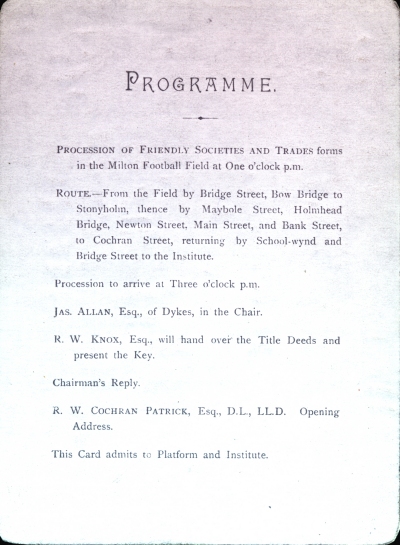 PROGRAMME.
PROCESSION OF FRIENDLY SOCIETIES AND TRADES forms
in the Milton Football Field at One o'clock p.m.
ROUTE.—From the Field by Bridge Street, Bow Bridge to
Stonyholm, thence by Maybole Street, Holmhead
Bridge, Newton Street, Main Street, and Bank Street,
to Cochran Street, returning by School-wynd and
Bridge Street to the Institute.
Procession to arrive at Three o'clock p.m.
JAS. ALLAN, Esq., of Dykes, in the Chair.
R. W. KNOX, Esq., will hand over the Title Deeds and
present the Key.
Chairman's Reply.
R. W. COCHRAN PATRICK, Esq., D.L., LL.D. Opening
Address.
This Card admits to Platform and Institute.